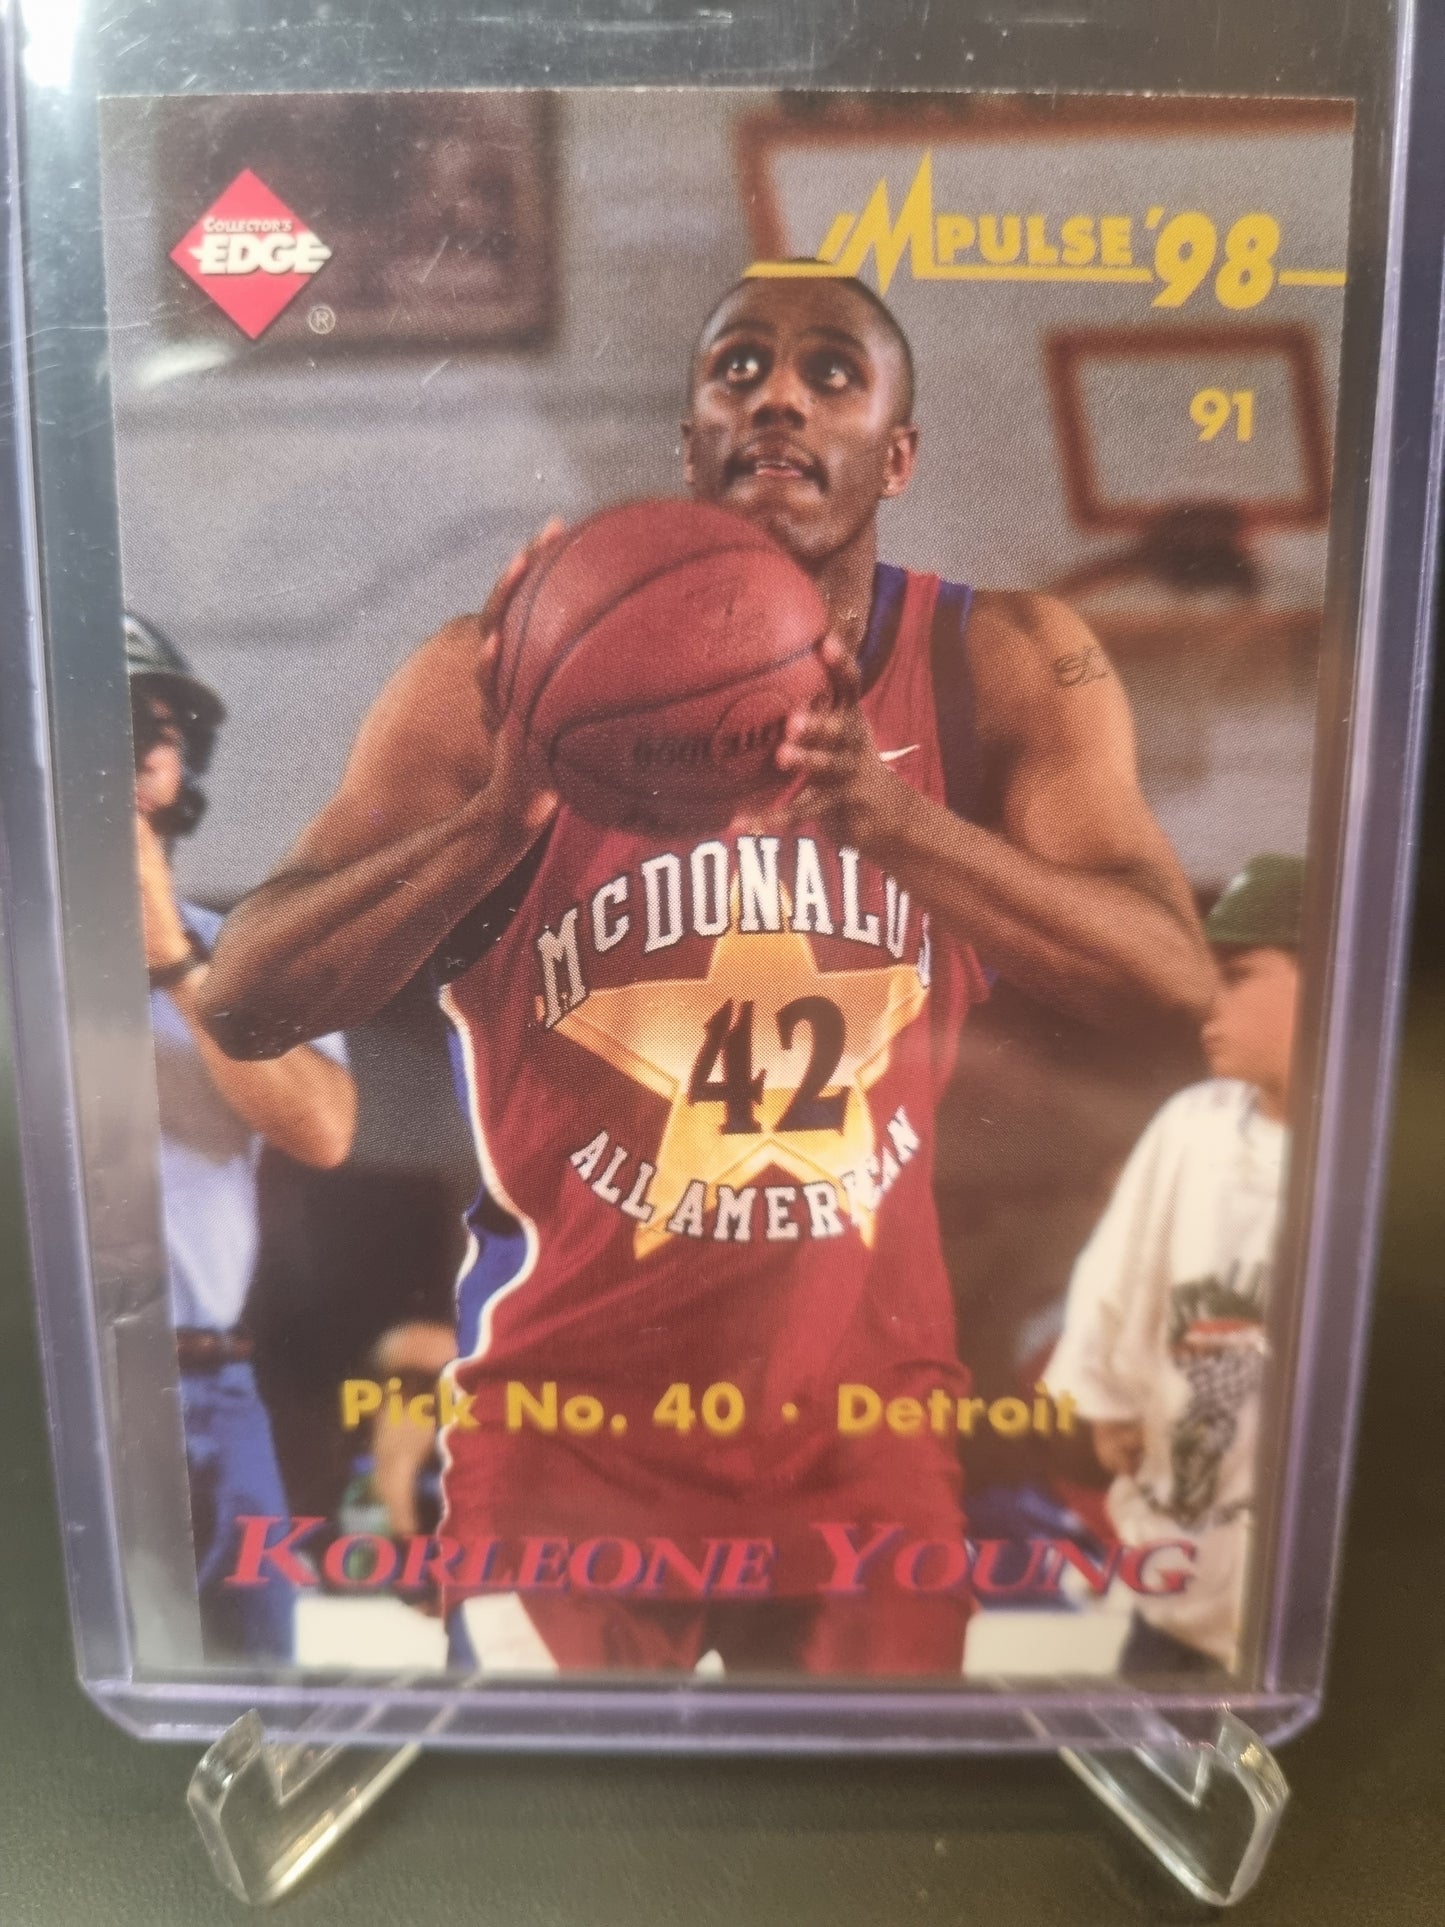 COLLECTOR'S
EDGE
®
IMPULSE '98
91
MCDONALD'S
42
ALL AMERICAN
Pick No. 40 · Detroit
KORLEONE YOUNG